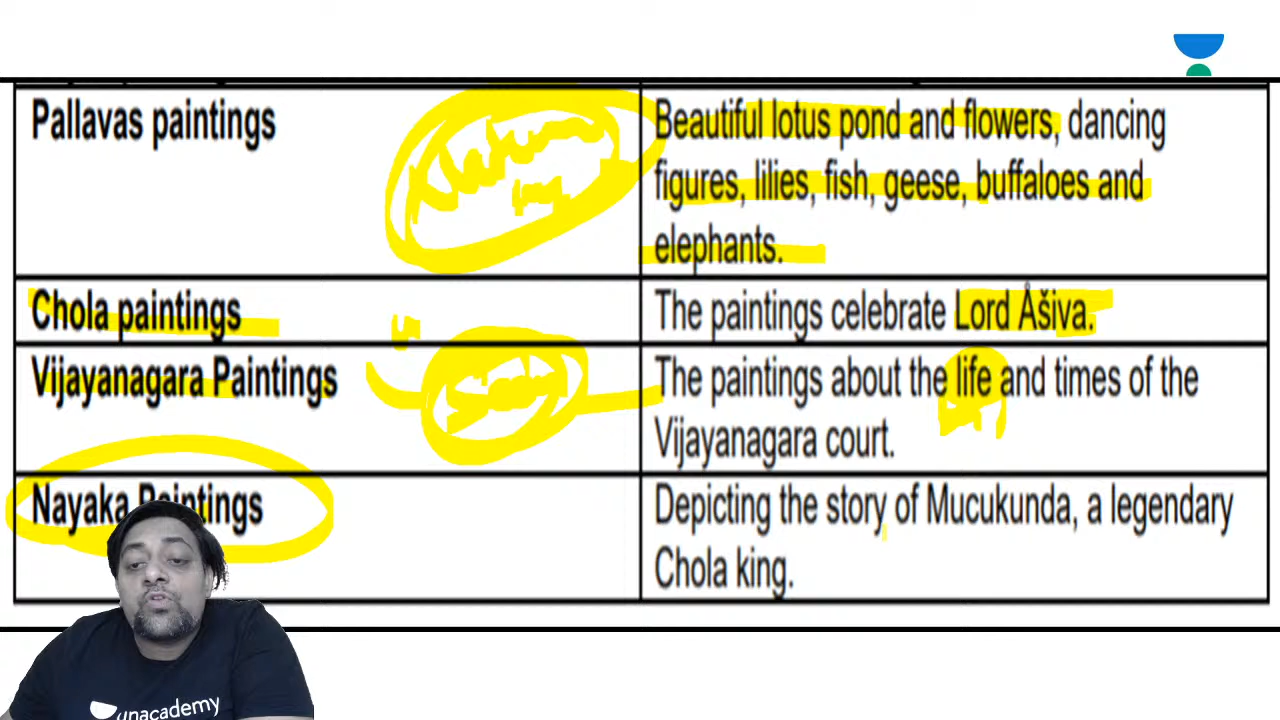 Pallavas paintings
Beautiful lotus pond and flowers, dancing
figures, lilies, fish, geese, buffaloes and
elephants.
Chola paintings
The paintings celebrate Lord Åšiva.
Vijayanagara Paintings
The paintings about the life and times of the
Vijayanagara court.
Nayaka Paintings
Depicting the story of Mucukunda, a legendary
Chola king.
unacademy